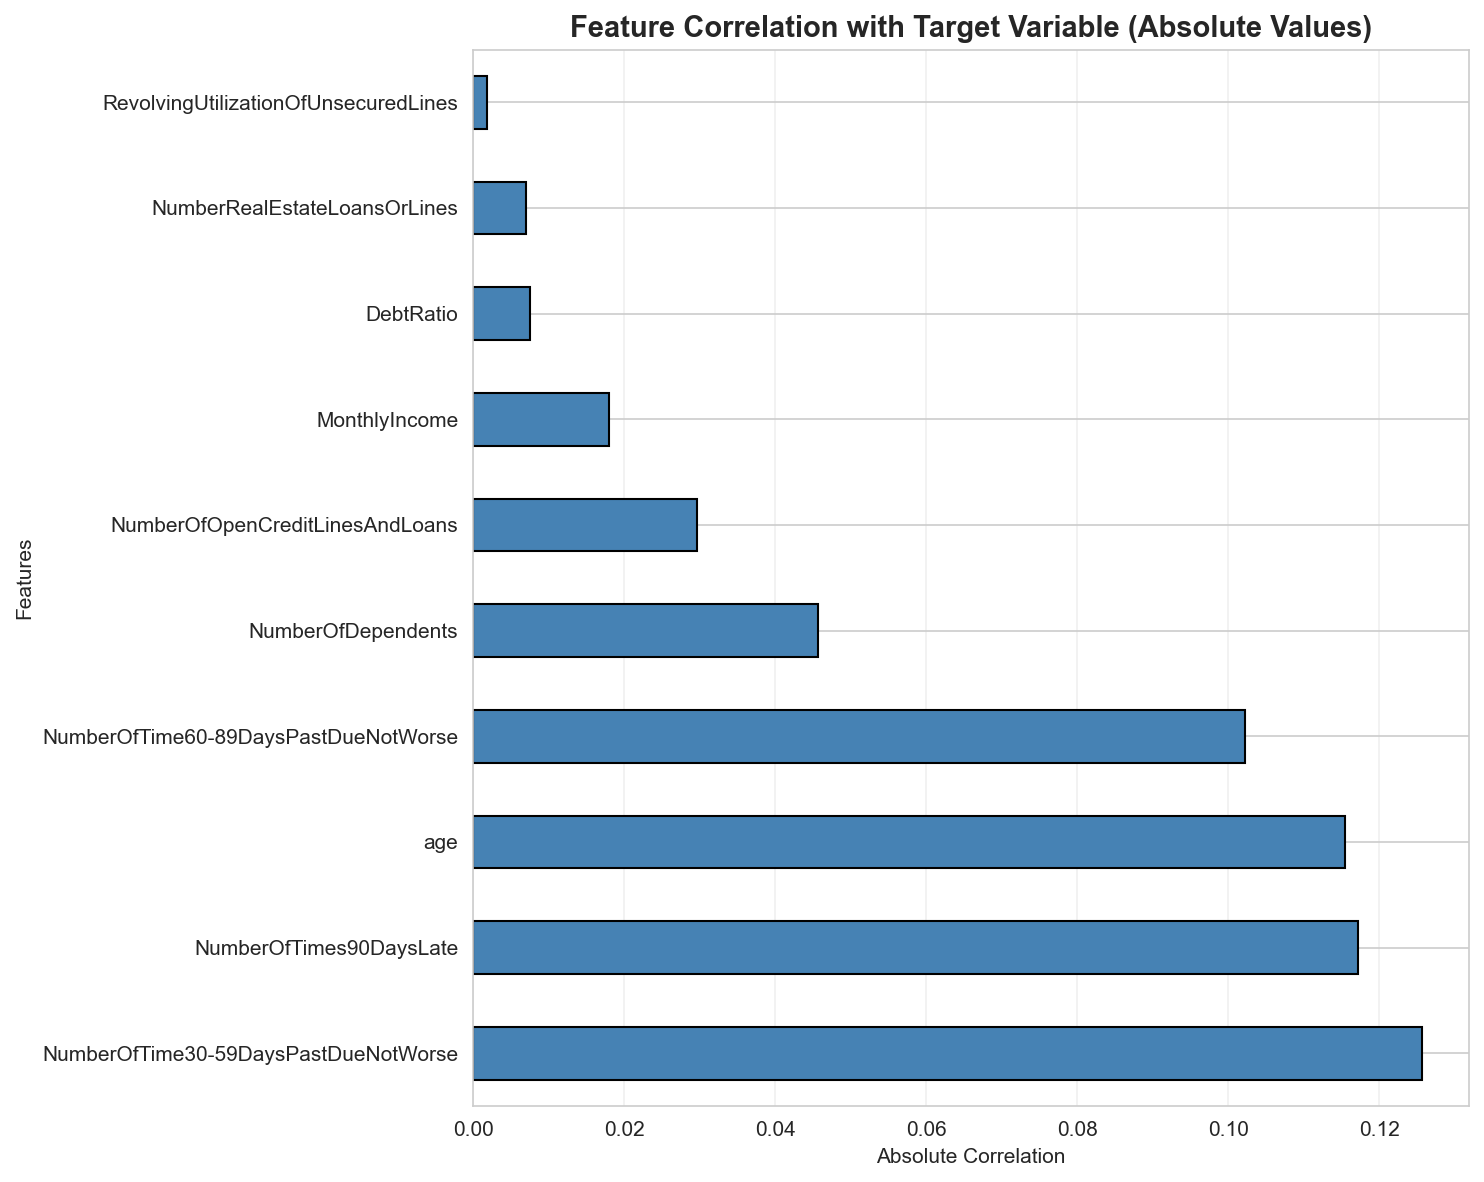 Feature Correlation with Target Variable (Absolute Values)
RevolvingUtilizationOfUnsecuredLines
NumberRealEstateLoansOrLines
DebtRatio
MonthlyIncome
NumberOfOpenCreditLinesAndLoans
NumberOfDependents
NumberOfTime60-89DaysPastDueNotWorse
age
NumberOfTimes90DaysLate
NumberOfTime30-59DaysPastDueNotWorse
Features
0.00 0.02 0.04 0.06 0.08 0.10 0.12
Absolute Correlation